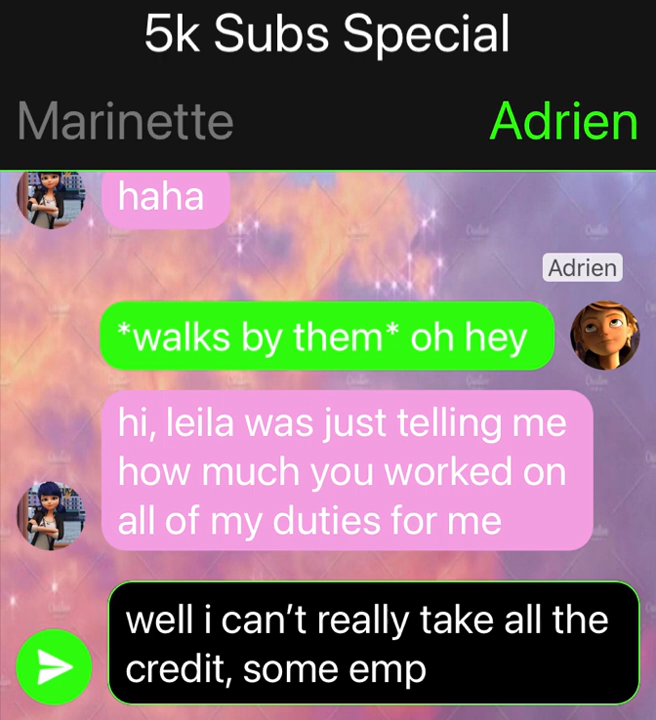 5k Subs Special
Marinette Adrien
haha
Adrien
*walks by them* oh hey
hi, leila was just telling me
how much you worked on
all of my duties for me
well i can’t really take all the
credit, some emp